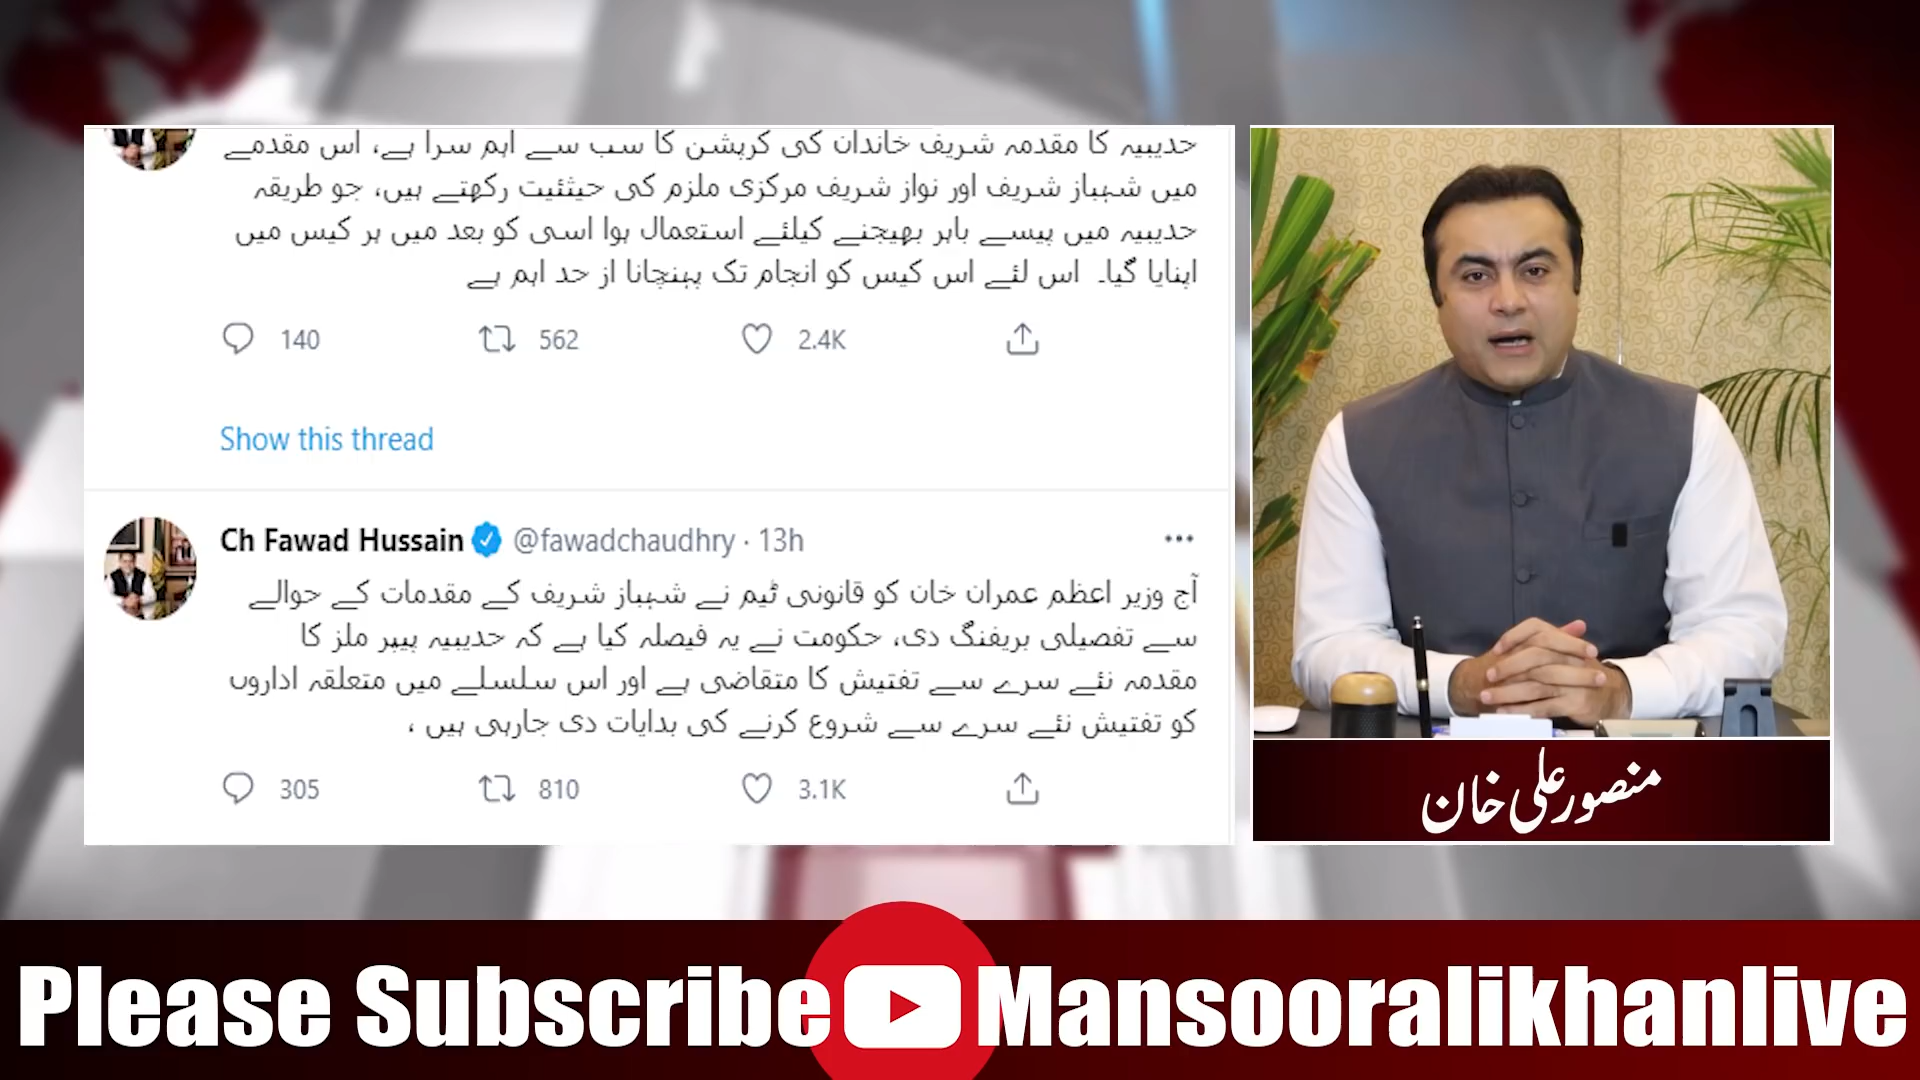 حدیبیہ کا مقدمہ شریف خاندان کی کرپشن کا سب سے اہم سرا ہے، اس مقدمے
میں شہباز شریف اور نواز شریف مرکزی ملزم کی حیثئیت رکھتے ہیں، جو طریقہ
حدیبیہ میں پیسے باہر بھیجنے کیلئے استعمال ہوا اسی کو بعد میں ہر کیس میں
اپنایا گیا۔ اس لئے اس کیس کو انجام تک پہنچانا از حد اہم ہے
140 562 2.4K
Show this thread
Ch Fawad Hussain @fawadchaudhry · 13h
آج وزیر اعظم عمران خان کو قانونی ٹیم نے شہباز شریف کے مقدمات کے حوالے
سے تفصیلی بریفنگ دی، حکومت نے یہ فیصلہ کیا ہے کہ حدیبیہ پیپر ملز کا
مقدمہ نئے سرے سے تفتیش کا متقاضی ہے اور اس سلسلے میں متعلقہ اداروں
کو تفتیش نئے سرے سے شروع کرنے کی ہدایات دی جارہی ہیں ،
305 810 3.1K
منصور علی خان
Please Subscribe Mansooralikhanlive